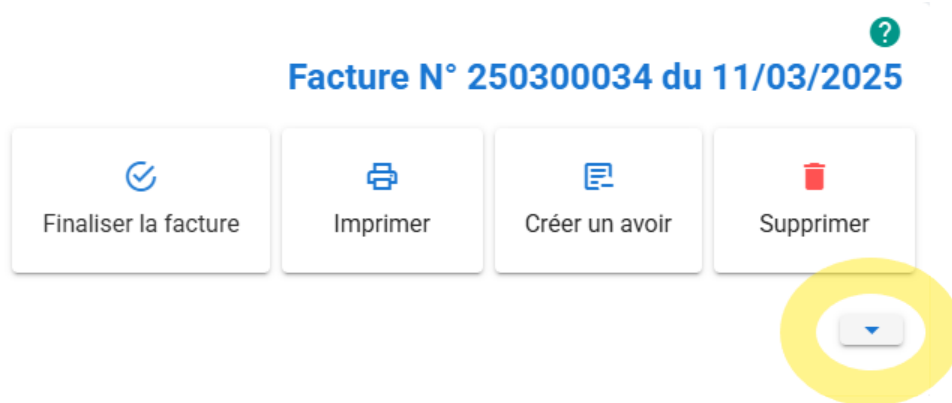 ?
Facture N° 250300034 du 11/03/2025
Finaliser la facture Imprimer Créer un avoir Supprimer